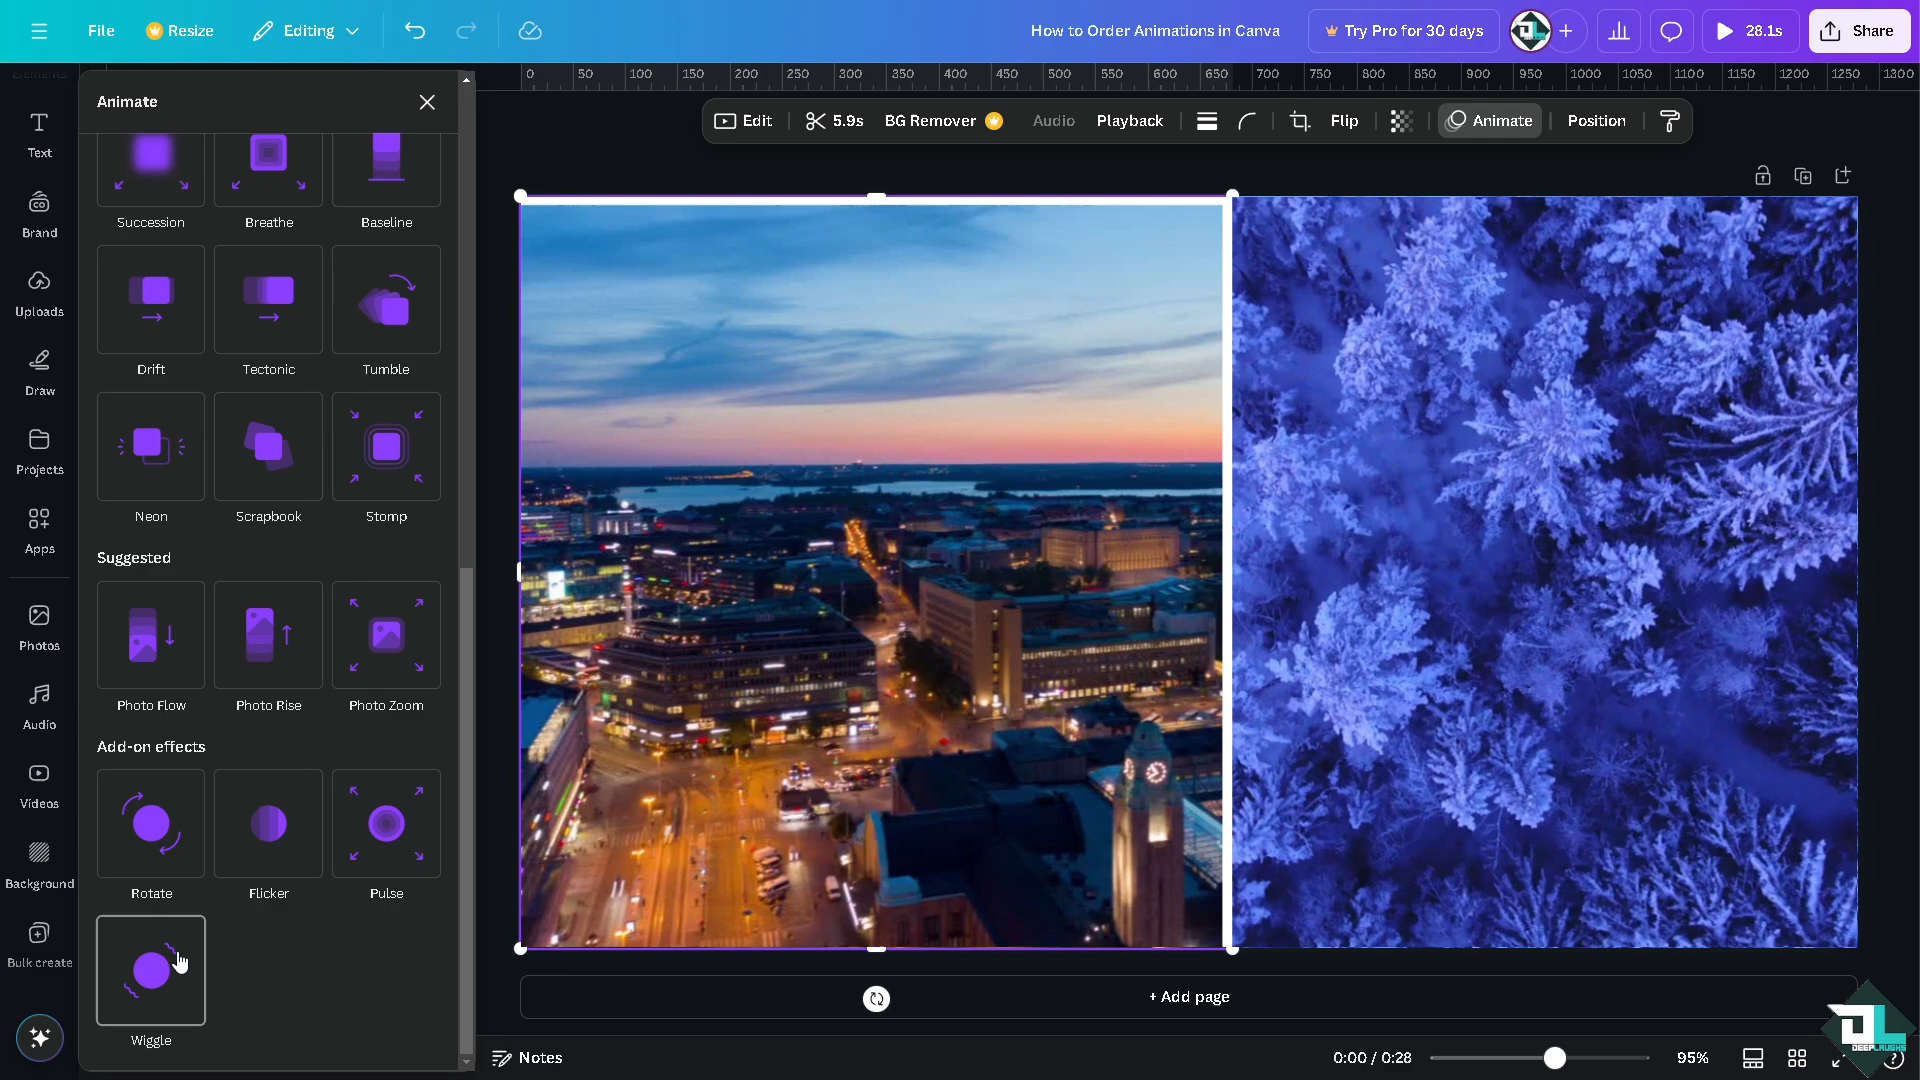 File
Resize
Editing
How to Order Animations in Canva
Try Pro for 30 days
28.1s
Share
Elements
0 50 100 150 200 250 300 350 400 450 500 550 600 650 700 750 800 850 900 950 1000 1050 1100 1150 1200 1250 1300
Text
Brand
Uploads
Draw
Projects
Apps
Photos
Audio
Videos
Background
Bulk create
Animate
Succession Breathe Baseline
Drift Tectonic Tumble
Neon Scrapbook Stomp
Suggested
Photo Flow Photo Rise Photo Zoom
Add-on effects
Rotate Flicker Pulse
Wiggle
Edit 5.9s BG Remover Audio Playback Flip Animate Position
+ Add page
Notes
0:00 / 0:28
95%
DL
DEEPLAUGHS